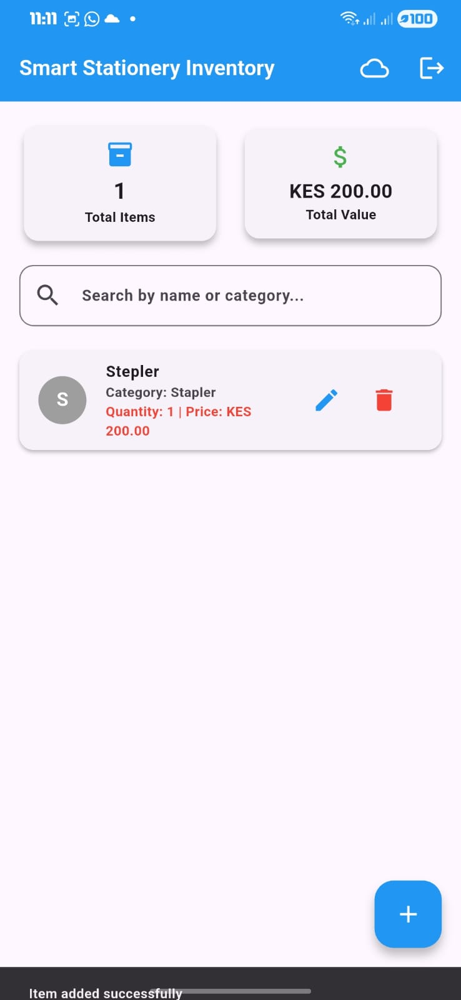 11:11
100
Smart Stationery Inventory
$
1
KES 200.00
Total Items
Total Value
Search by name or category...
Stepler
S
Category: Stapler
Quantity: 1 | Price: KES
200.00
+
Item added successfully